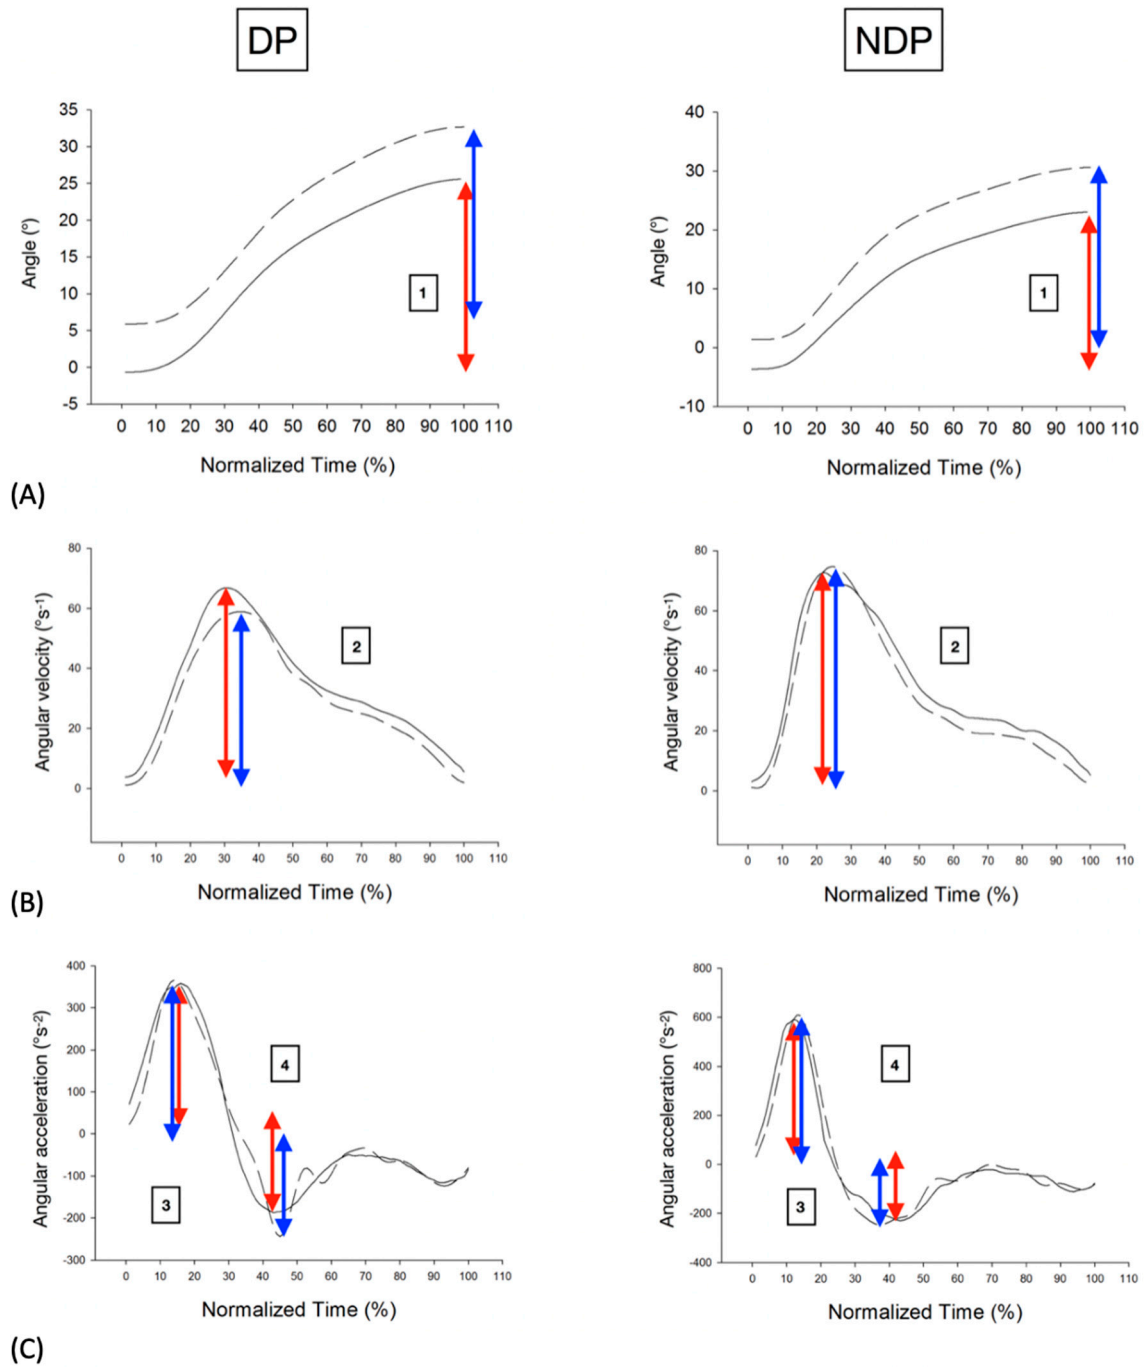 DP
NDP
35
30
25
20
15
10
5
0
-5
Angle (°)
1
0 10 20 30 40 50 60 70 80 90 100 110
Normalized Time (%)
40
30
20
10
0
-10
Angle (°)
1
0 10 20 30 40 50 60 70 80 90 100 110
Normalized Time (%)
(A)
80
60
40
20
0
Angular velocity (°s-1)
2
0 10 20 30 40 50 60 70 80 90 100 110
Normalized Time (%)
80
60
40
20
0
Angular velocity (°s-1)
2
0 10 20 30 40 50 60 70 80 90 100 110
Normalized Time (%)
(B)
400
300
200
100
0
-100
-200
-300
Angular acceleration (°s-2)
4
3
0 10 20 30 40 50 60 70 80 90 100 110
Normalized Time (%)
800
600
400
200
0
-200
-400
Angular acceleration (°s-2)
4
3
0 10 20 30 40 50 60 70 80 90 100 110
Normalized Time (%)
(C)